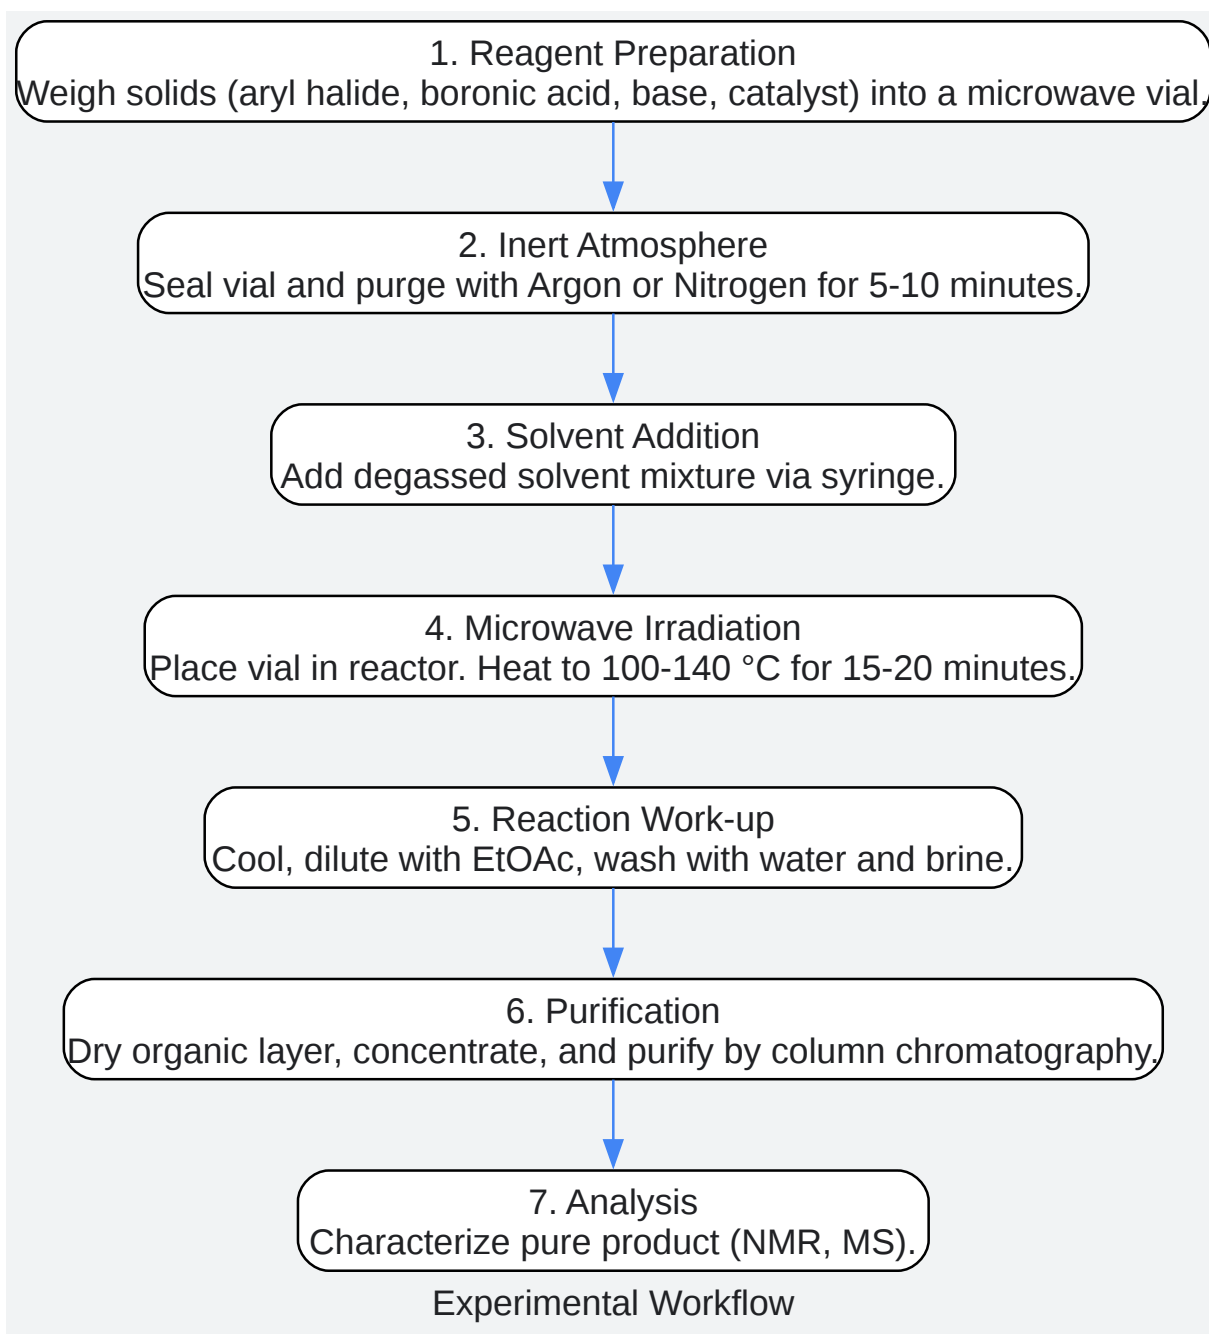 1. Reagent Preparation
Weigh solids (aryl halide, boronic acid, base, catalyst) into a microwave vial.
2. Inert Atmosphere
Seal vial and purge with Argon or Nitrogen for 5-10 minutes.
3. Solvent Addition
Add degassed solvent mixture via syringe.
4. Microwave Irradiation
Place vial in reactor. Heat to 100-140 °C for 15-20 minutes.
5. Reaction Work-up
Cool, dilute with EtOAc, wash with water and brine.
6. Purification
Dry organic layer, concentrate, and purify by column chromatography.
7. Analysis
Characterize pure product (NMR, MS).
Experimental Workflow